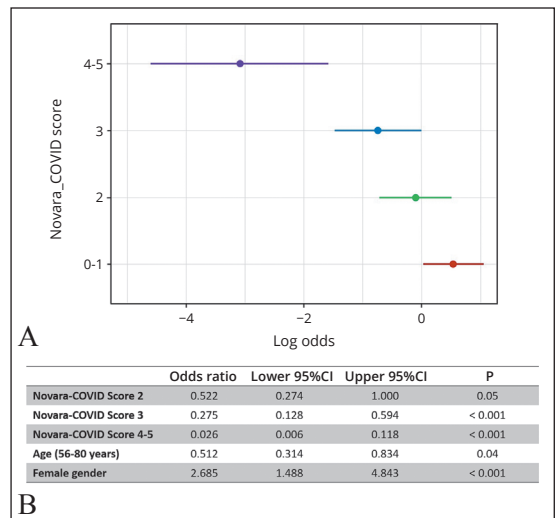 4-5
3
2
0-1
Novara_COVID score
−4
−2
0
Log odds
A
Odds ratio Lower 95%CI Upper 95%CI P
Novara-COVID Score 2 0.522 0.274 1.000 0.05
Novara-COVID Score 3 0.275 0.128 0.594 < 0.001
Novara-COVID Score 4-5 0.026 0.006 0.118 < 0.001
Age (56-80 years) 0.512 0.314 0.834 0.04
Female gender 2.685 1.488 4.843 < 0.001
B